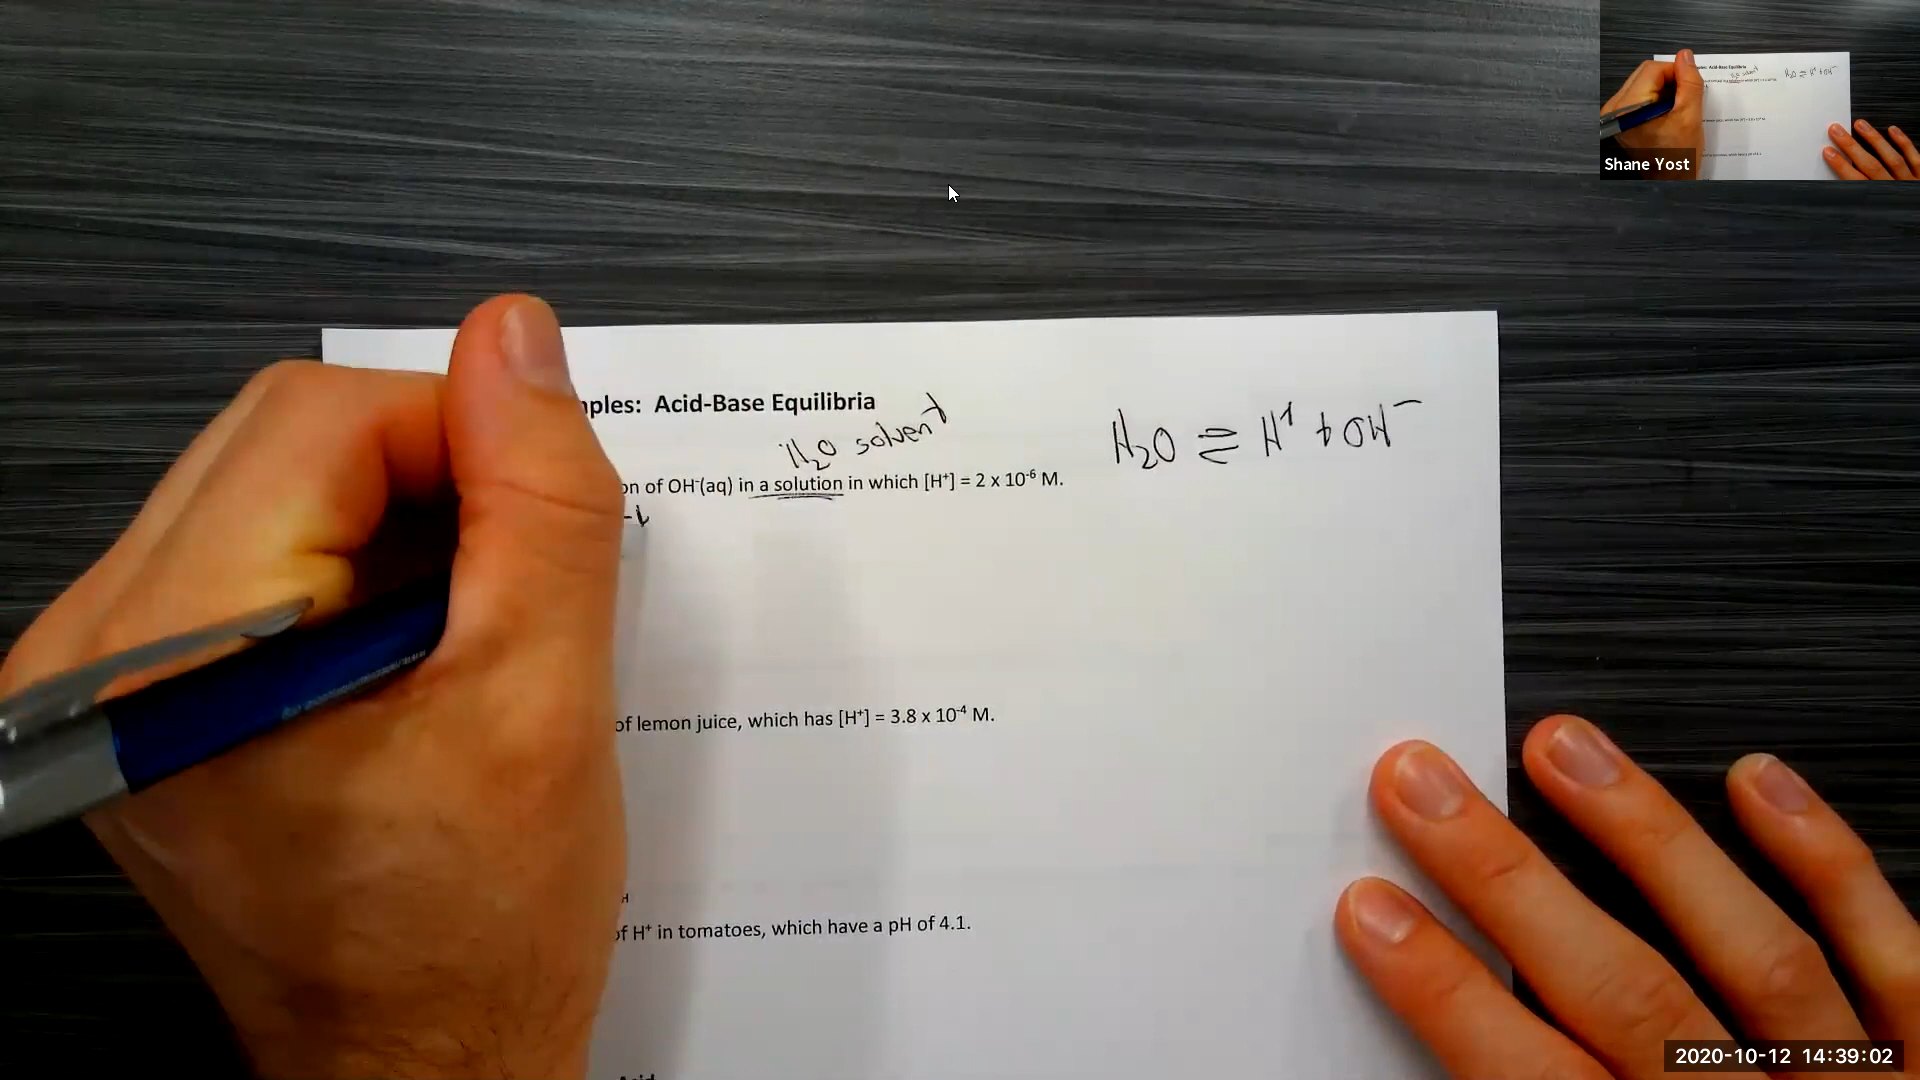 Shane Yost
ples: Acid-Base Equilibria
H₂O solvent
H₂O ⇌ H⁺ + OH⁻
on of OH⁻(aq) in a solution in which [H⁺] = 2 x 10⁻⁶ M.
of lemon juice, which has [H⁺] = 3.8 x 10⁻⁴ M.
of H⁺ in tomatoes, which have a pH of 4.1.
2020-10-12 14:39:02